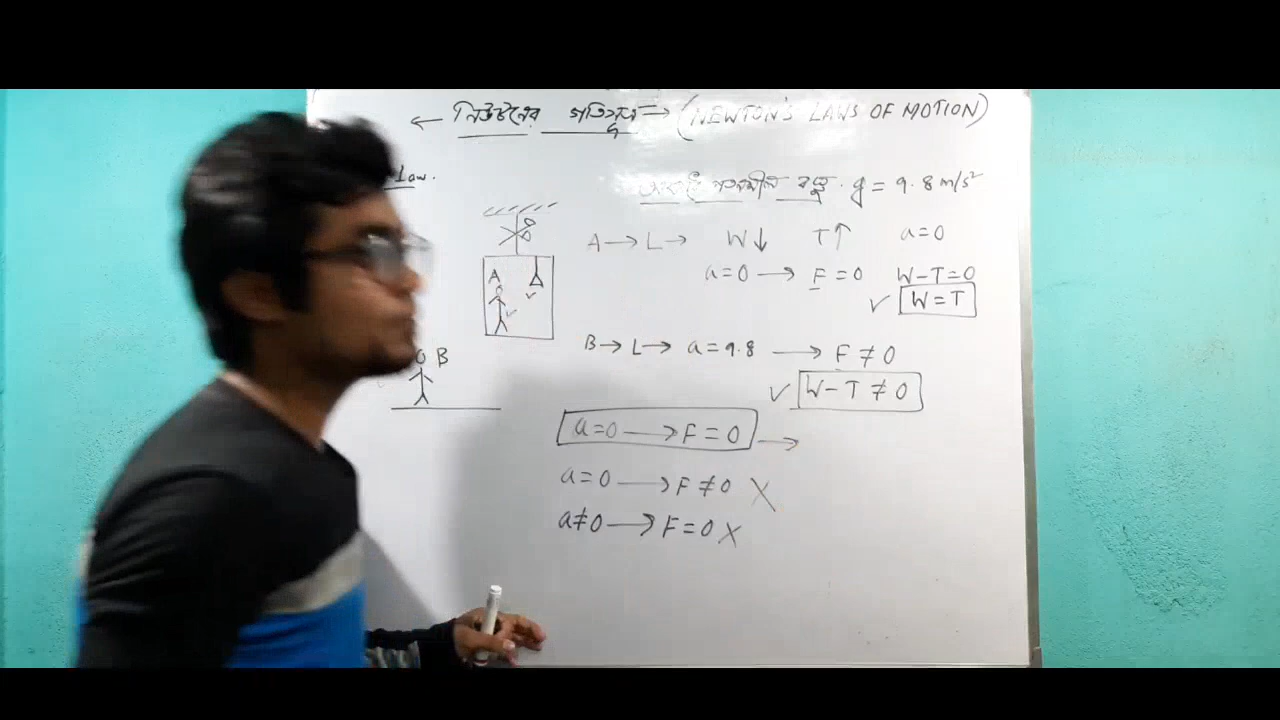 ← নিউটনের গতিসূত্র → (NEWTON'S LAWS OF MOTION)
Law.
বস্তু. g = 9.8 m/s²
A → L → W↓ T↑ a=0
a=0 → F=0 W-T=0
✓ W=T
A
B → L → a=9.8 → F≠0
B
✓ W-T≠0
a=0 → F=0 →
a=0 → F≠0 X
a≠0 → F=0 X